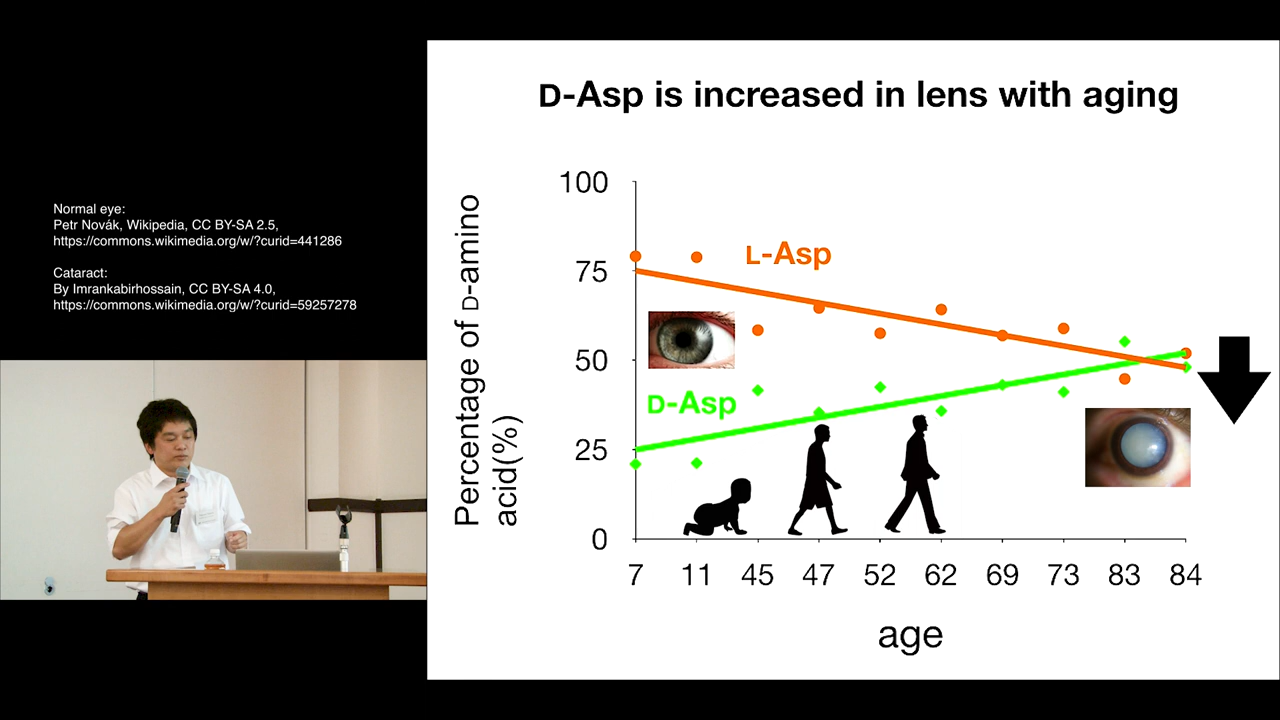 D-Asp is increased in lens with aging
Normal eye:
Petr Novák, Wikipedia, CC BY-SA 2.5,
https://commons.wikimedia.org/w/?curid=441286
Cataract:
By Imrankabirhossain, CC BY-SA 4.0,
https://commons.wikimedia.org/w/?curid=59257278
Percentage of D-amino
acid(%)
100
75
50
25
0
L-Asp
D-Asp
7 11 45 47 52 62 69 73 83 84
age